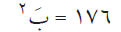 ١٧٦ = بَ ٢